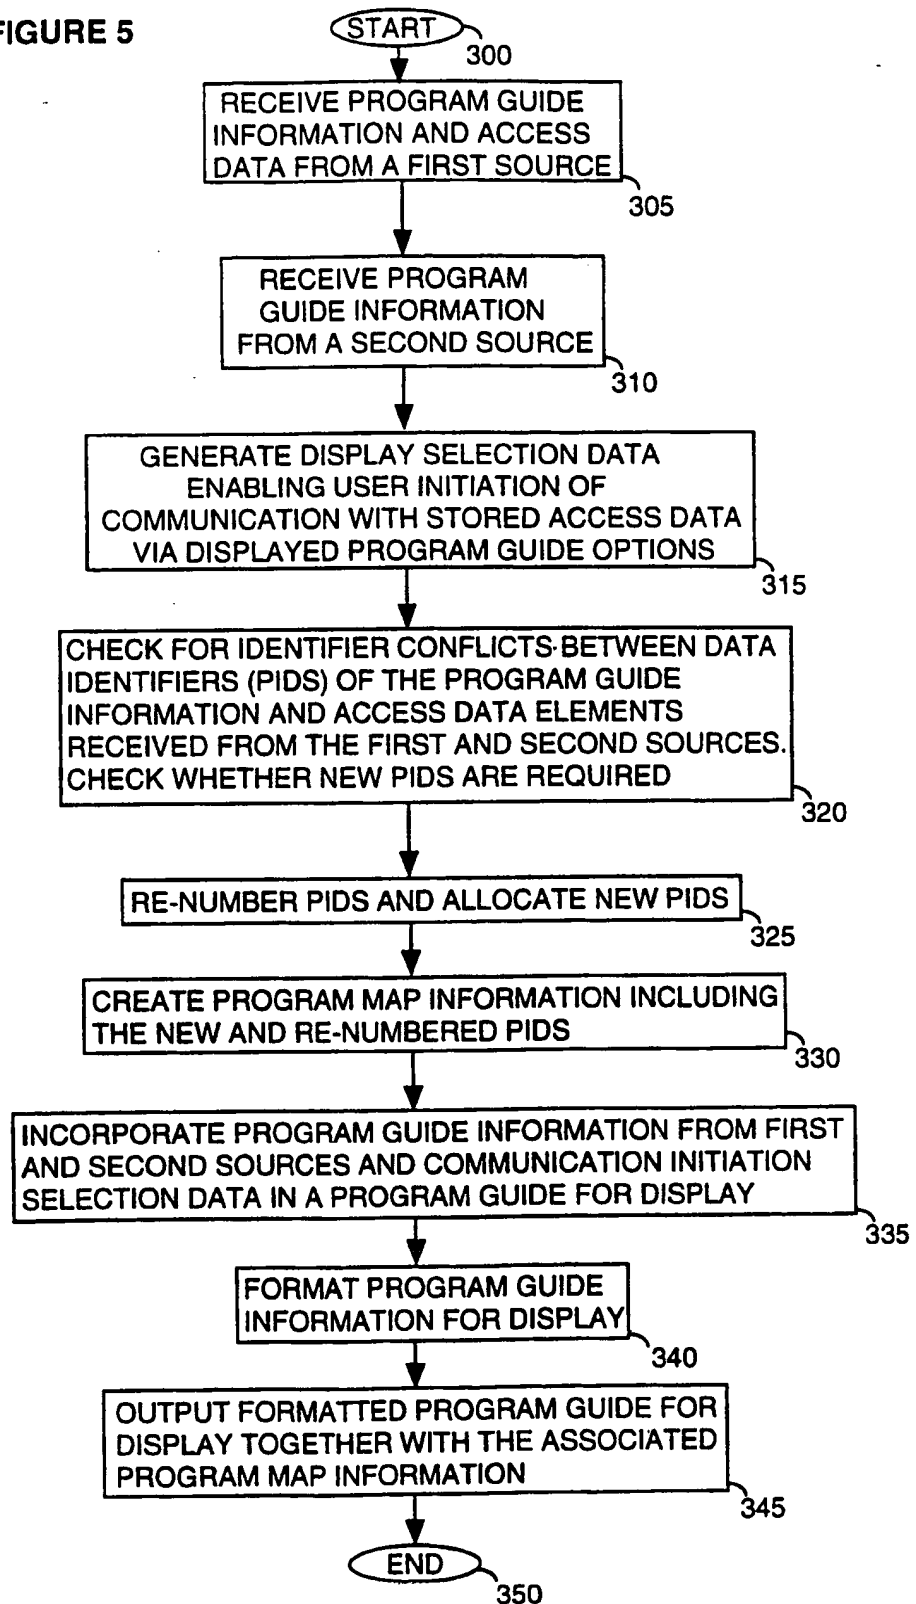 FIGURE 5
START
300
RECEIVE PROGRAM GUIDE
INFORMATION AND ACCESS
DATA FROM A FIRST SOURCE
305
RECEIVE PROGRAM
GUIDE INFORMATION
FROM A SECOND SOURCE
310
GENERATE DISPLAY SELECTION DATA
ENABLING USER INITIATION OF
COMMUNICATION WITH STORED ACCESS DATA
VIA DISPLAYED PROGRAM GUIDE OPTIONS
315
CHECK FOR IDENTIFIER CONFLICTS BETWEEN DATA
IDENTIFIERS (PIDS) OF THE PROGRAM GUIDE
INFORMATION AND ACCESS DATA ELEMENTS
RECEIVED FROM THE FIRST AND SECOND SOURCES.
CHECK WHETHER NEW PIDS ARE REQUIRED
320
RE-NUMBER PIDS AND ALLOCATE NEW PIDS
325
CREATE PROGRAM MAP INFORMATION INCLUDING
THE NEW AND RE-NUMBERED PIDS
330
INCORPORATE PROGRAM GUIDE INFORMATION FROM FIRST
AND SECOND SOURCES AND COMMUNICATION INITIATION
SELECTION DATA IN A PROGRAM GUIDE FOR DISPLAY
335
FORMAT PROGRAM GUIDE
INFORMATION FOR DISPLAY
340
OUTPUT FORMATTED PROGRAM GUIDE FOR
DISPLAY TOGETHER WITH THE ASSOCIATED
PROGRAM MAP INFORMATION
345
END
350